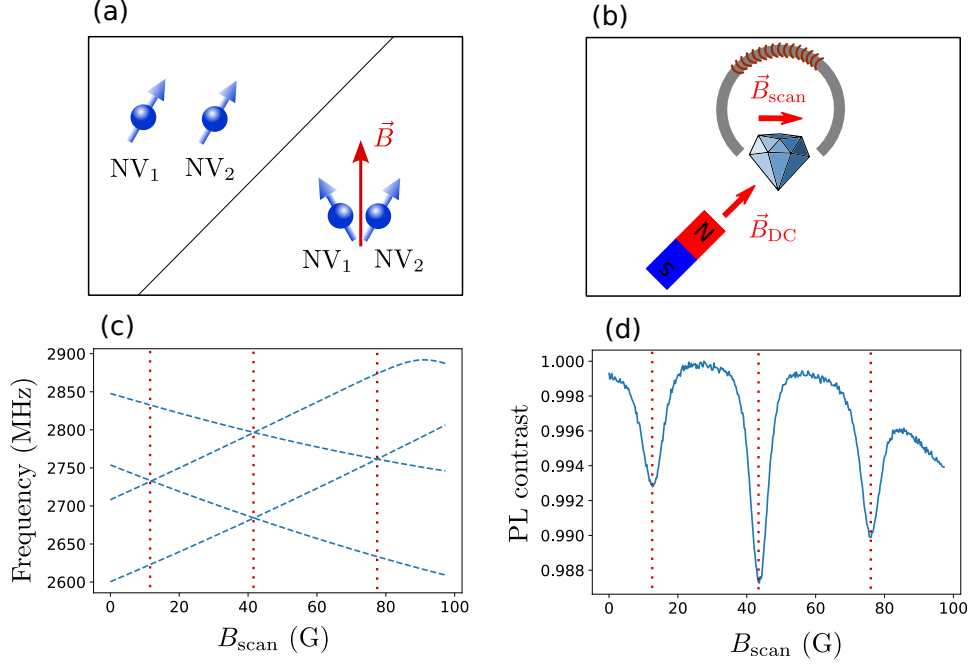 (a)
NV₁ NV₂
B⃗
NV₁ NV₂
(b)
B⃗scan
B⃗DC
N
S
(c)
Frequency (MHz)
2900
2850
2800
2750
2700
2650
2600
0 20 40 60 80 100
Bscan (G)
(d)
PL contrast
1.000
0.998
0.996
0.994
0.992
0.990
0.988
0 20 40 60 80 100
Bscan (G)